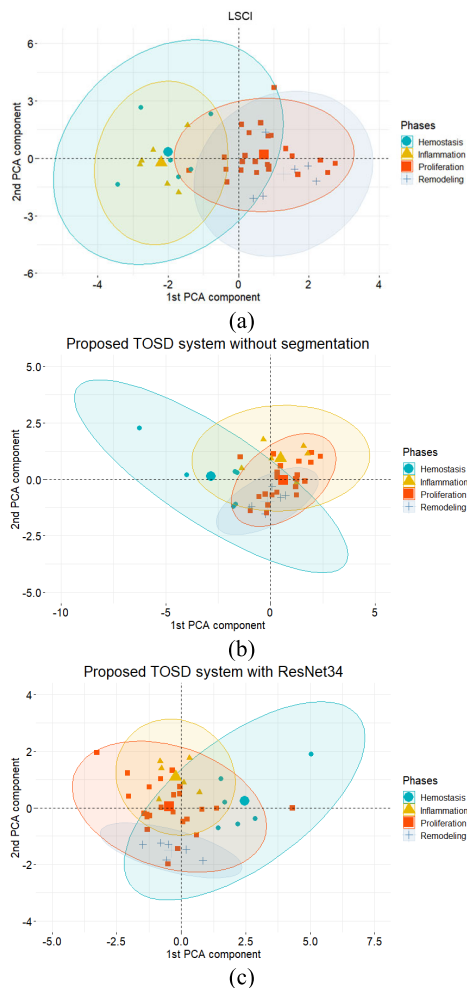 LSCI
6
3
0
-3
-6
2nd PCA component
-4
-2
0
2
4
1st PCA component
Phases
Hemostasis
Inflammation
Proliferation
Remodeling
(a)
Proposed TOSD system without segmentation
5.0
2.5
0.0
-2.5
-5.0
2nd PCA component
-10
-5
0
5
1st PCA component
Phases
Hemostasis
Inflammation
Proliferation
Remodeling
(b)
Proposed TOSD system with ResNet34
4
2
0
-2
-4
2nd PCA component
-5.0
-2.5
0.0
2.5
5.0
7.5
1st PCA component
Phases
Hemostasis
Inflammation
Proliferation
Remodeling
(c)